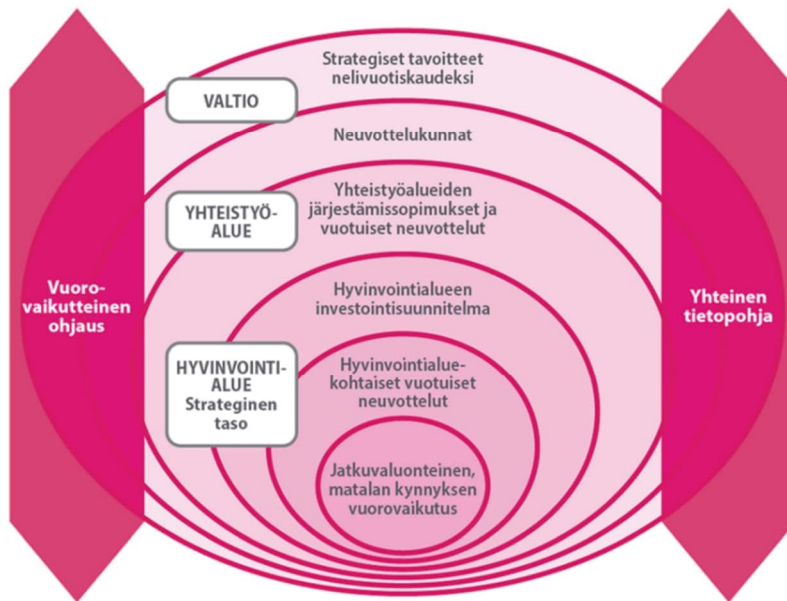 Strategiset tavoitteet
nelivuotiskaudeksi
VALTIO
Neuvottelukunnat
YHTEISTYÖ-
ALUE
Yhteistyöalueiden
järjestämissopimukset ja
vuotuiset neuvottelut
Vuoro-
vaikutteinen
ohjaus
Yhteinen
tietopohja
Hyvinvointialueen
investointisuunnitelma
HYVINVOINTI-
ALUE
Strateginen
taso
Hyvinvointialue-
kohtaiset vuotuiset
neuvottelut
Jatkuvaluonteinen,
matalan kynnyksen
vuorovaikutus